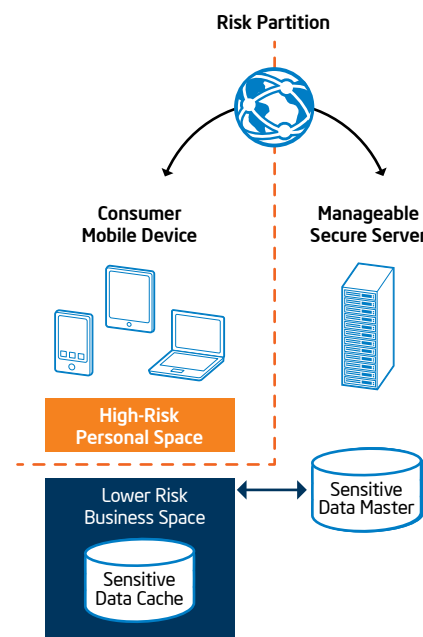 Risk Partition
Consumer
Mobile Device
Manageable
Secure Server
High-Risk
Personal Space
Lower Risk
Business Space
Sensitive
Data Cache
Sensitive
Data Master